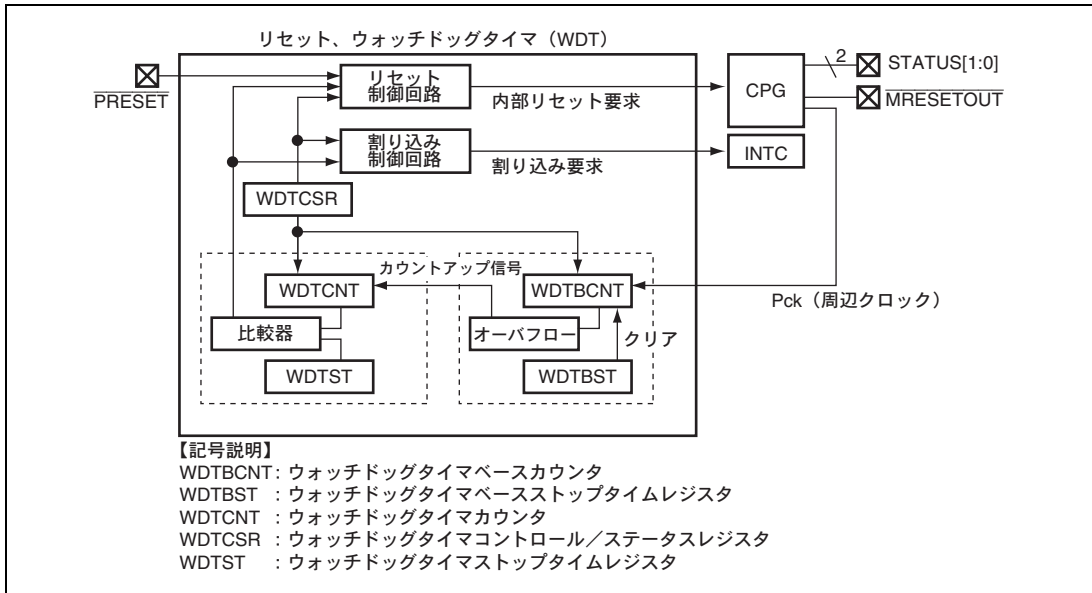 リセット、ウォッチドッグタイマ（WDT）
PRESET
リセット
制御回路
内部リセット要求
CPG
2
STATUS[1:0]
MRESETOUT
割り込み
制御回路
割り込み要求
INTC
WDTCSR
カウントアップ信号
WDTCNT
WDTBCNT
Pck（周辺クロック）
比較器
オーバフロー
クリア
WDTST
WDTBST
【記号説明】
WDTBCNT：ウォッチドッグタイマベースカウンタ
WDTBST ：ウォッチドッグタイマベースストップタイムレジスタ
WDTCNT ：ウォッチドッグタイマカウンタ
WDTCSR ：ウォッチドッグタイマコントロール／ステータスレジスタ
WDTST ：ウォッチドッグタイマストップタイムレジスタ